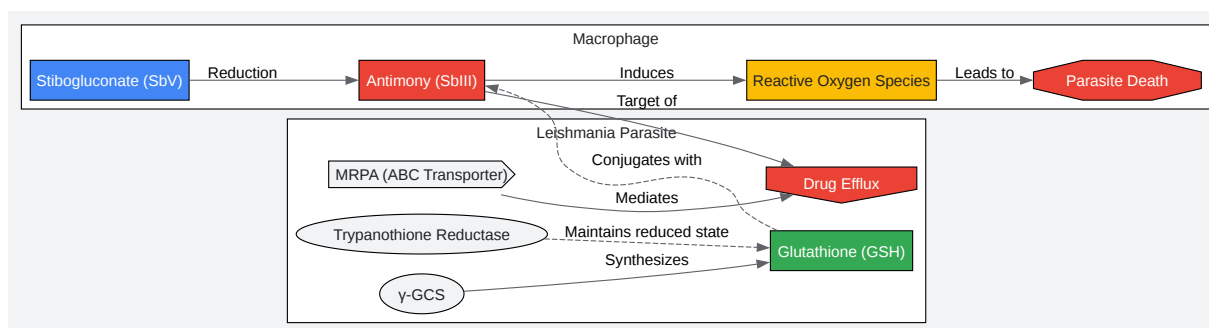 Macrophage
Stibogluconate (SbV)
Reduction
Antimony (SbIII)
Induces
Reactive Oxygen Species
Leads to
Parasite Death
Target of
Leishmania Parasite
Conjugates with
MRPA (ABC Transporter)
Mediates
Drug Efflux
Trypanothione Reductase
Maintains reduced state
Glutathione (GSH)
Synthesizes
γ-GCS